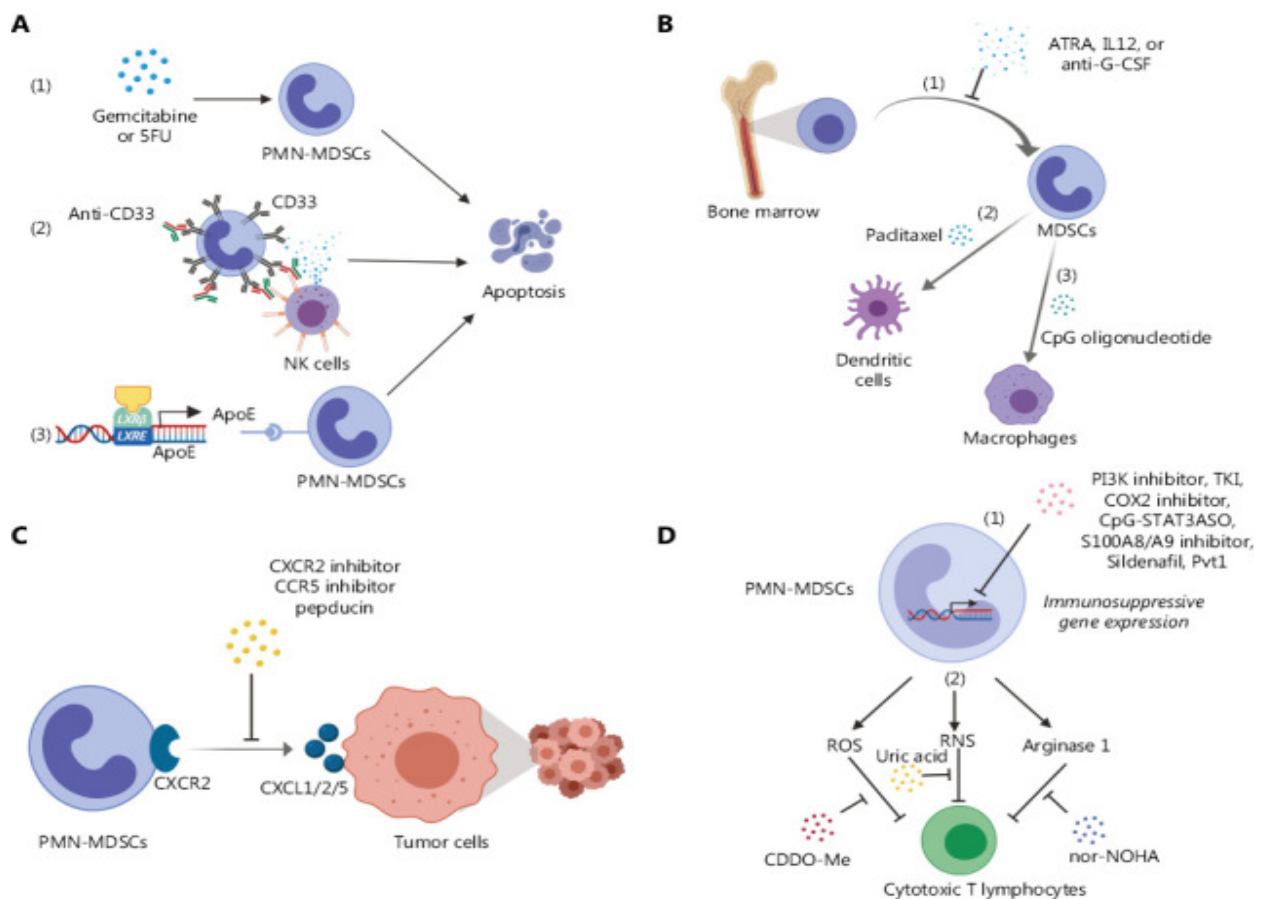 A
(1)
Gemcitabine
or 5FU
PMN-MDSCs
Anti-CD33
CD33
(2)
NK cells
Apoptosis
(3)
LXRβ
LXRE
ApoE
ApoE
PMN-MDSCs
B
ATRA, IL12, or
anti-G-CSF
(1)
Bone marrow
MDSCs
(2)
Paclitaxel
(3)
CpG oligonucleotide
Dendritic
cells
Macrophages
C
CXCR2 inhibitor
CCR5 inhibitor
pepducin
CXCR2
CXCL1/2/5
PMN-MDSCs
Tumor cells
D
PI3K inhibitor, TKI,
COX2 inhibitor,
CpG-STAT3ASO,
S100A8/A9 inhibitor,
Sildenafil, Pvt1
(1)
PMN-MDSCs
Immunosuppressive
gene expression
(2)
ROS
RNS
Arginase 1
Uric acid
CDDO-Me
nor-NOHA
Cytotoxic T lymphocytes